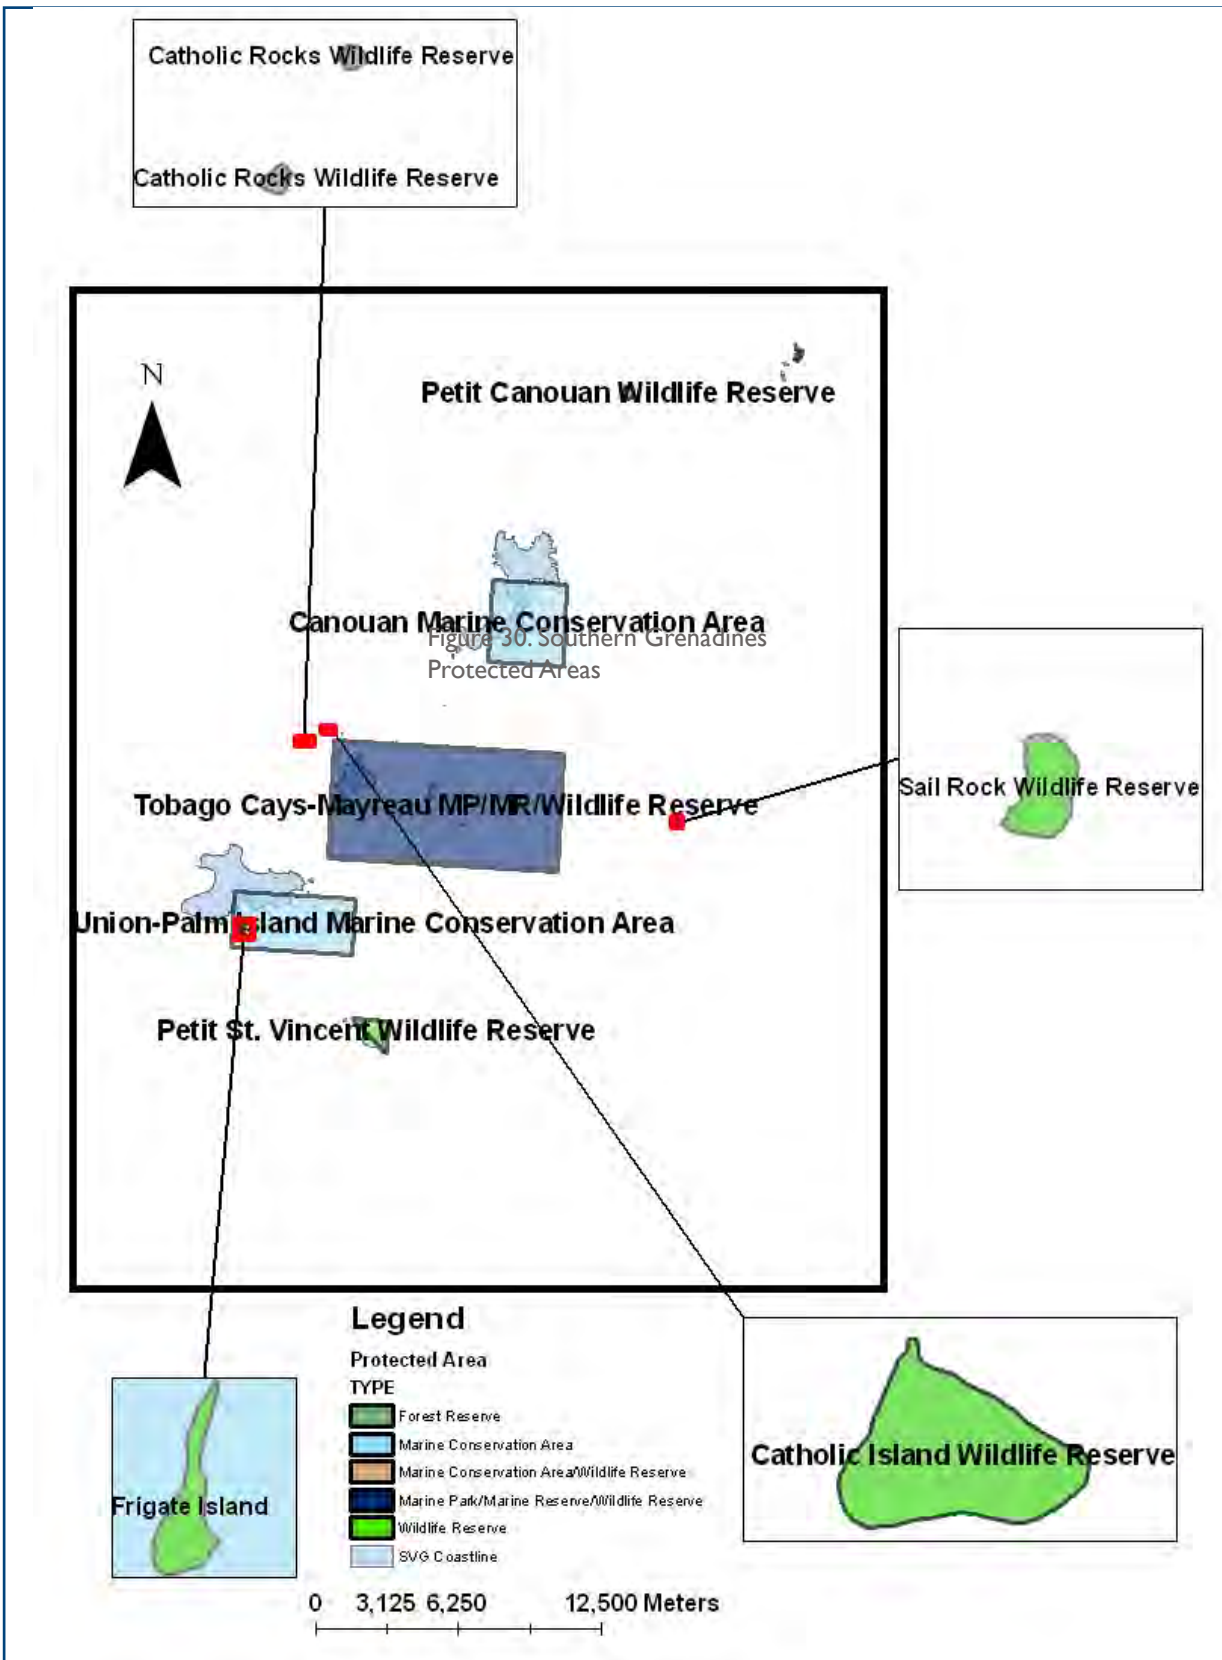 Catholic Rocks Wildlife Reserve
Catholic Rocks Wildlife Reserve
N
Petit Canouan Wildlife Reserve
Canouan Marine Conservation Area
Figure 30. Southern Grenadines
Protected Areas
Sail Rock Wildlife Reserve
Tobago Cays-Mayreau MP/MR/Wildlife Reserve
Union-Palm Island Marine Conservation Area
Petit St. Vincent Wildlife Reserve
Catholic Island Wildlife Reserve
Frigate Island
Legend
Protected Area
TYPE
Forest Reserve
Marine Conservation Area
Marine Conservation Area/Wildlife Reserve
Marine Park/Marine Reserve/Wildlife Reserve
Wildlife Reserve
SVG Coastline
0 3,125 6,250 12,500 Meters